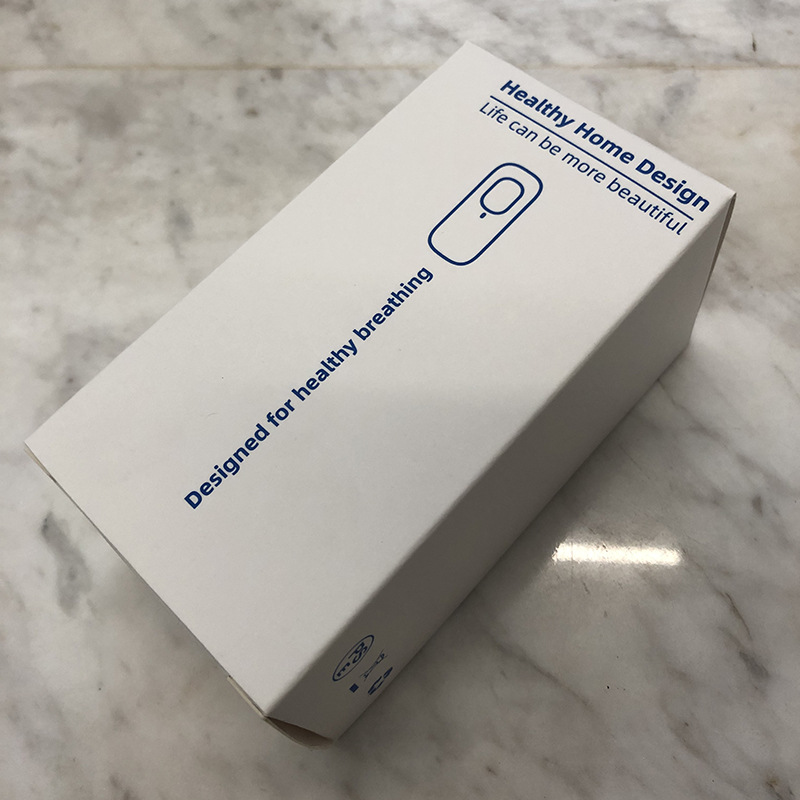 Healthy Home Design
Life can be more beautiful
Designed for healthy breathing